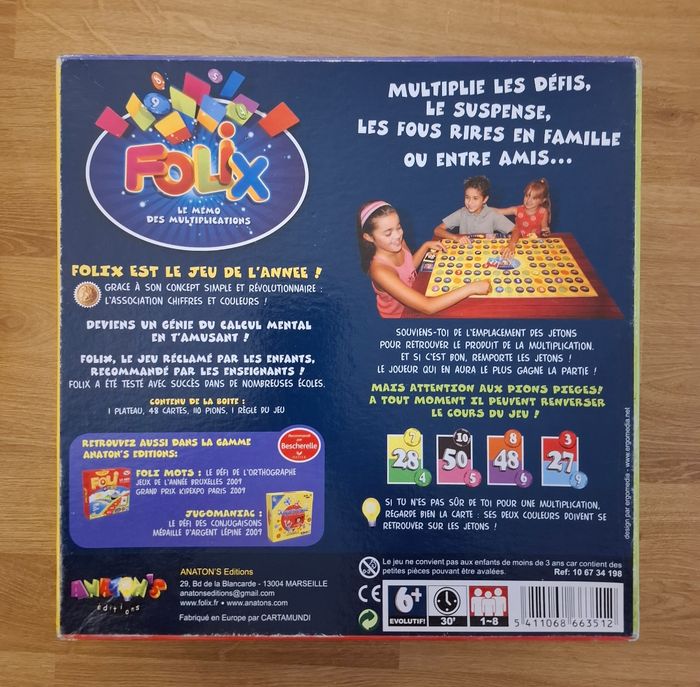 FOLIX
LE MÉMO
DES MULTIPLICATIONS
MULTIPLIE LES DÉFIS,
LE SUSPENSE,
LES FOUS RIRES EN FAMILLE
OU ENTRE AMIS...
FOLIX EST LE JEU DE L'ANNEE !
GRACE À SON CONCEPT SIMPLE ET RÉVOLUTIONNAIRE :
L'ASSOCIATION CHIFFRES ET COULEURS !
DEVIENS UN GÉNIE DU CALCUL MENTAL
EN T'AMUSANT !
FOLIX, LE JEU RÉCLAMÉ PAR LES ENFANTS,
RECOMMANDÉ PAR LES ENSEIGNANTS !
FOLIX A ÉTÉ TESTÉ AVEC SUCCÈS DANS DE NOMBREUSES ÉCOLES.
CONTENU DE LA BOITE :
1 PLATEAU, 48 CARTES, 110 PIONS, 1 RÈGLE DU JEU
SOUVIENS-TOI DE L'EMPLACEMENT DES JETONS
POUR RETROUVER LE PRODUIT DE LA MULTIPLICATION.
ET SI C'EST BON, REMPORTE LES JETONS !
LE JOUEUR QUI EN AURA LE PLUS GAGNE LA PARTIE !
MAIS ATTENTION AUX PIONS PIEGES!
A TOUT MOMENT IL PEUVENT RENVERSER
LE COURS DU JEU !
7 28 4
10 50 5
8 48 6
3 27 9
SI TU N'ES PAS SÛR DE TOI POUR UNE MULTIPLICATION,
REGARDE BIEN LA CARTE : SES DEUX COULEURS DOIVENT SE
RETROUVER SUR LES JETONS !
RETROUVEZ AUSSI DANS LA GAMME
ANATON'S EDITIONS:
Recommandé par
Bescherelle
FOLI MOTS : LE DÉFI DE L'ORTHOGRAPHE
JEU DE L'ANNÉE BRUXELLES 2009
GRAND PRIX KIDEXPO PARIS 2009
JUGOMANIAC :
LE DÉFI DES CONJUGAISONS
MÉDAILLE D'ARGENT LÉPINE 2009
design par ergomedia - www.ergomedia.net
ANATON'S
éditions
ANATON'S Editions
29, Bd de la Blancarde - 13004 MARSEILLE
anatonseditions@gmail.com
www.folix.fr • www.anatons.com
Fabriqué en Europe par CARTAMUNDI
0-3
Le jeu ne convient pas aux enfants de moins de 3 ans car contient des
petites pièces pouvant être avalées.
Ref: 10 67 34 198
CE
6+
EVOLUTIF!
30'
1~8
5 411068 663512